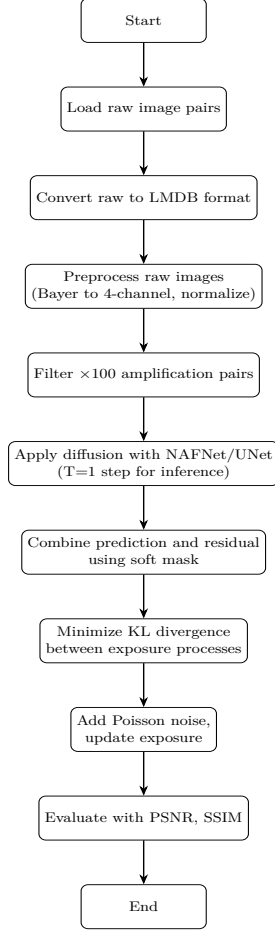 Start
Load raw image pairs
Convert raw to LMDB format
Preprocess raw images
(Bayer to 4-channel, normalize)
Filter ×100 amplification pairs
Apply diffusion with NAFNet/UNet
(T=1 step for inference)
Combine prediction and residual
using soft mask
Minimize KL divergence
between exposure processes
Add Poisson noise,
update exposure
Evaluate with PSNR, SSIM
End